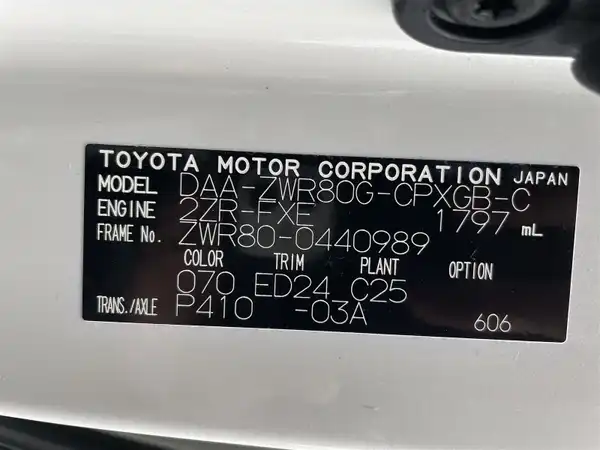 TOYOTA MOTOR CORPORATION JAPAN
MODEL DAA-ZWR80G-CPXGB-C
ENGINE 2ZR-FXE 1797 mL
FRAME No. ZWR80-0440989
COLOR TRIM PLANT OPTION
070 ED24 C25
TRANS./AXLE P410 -03A 606